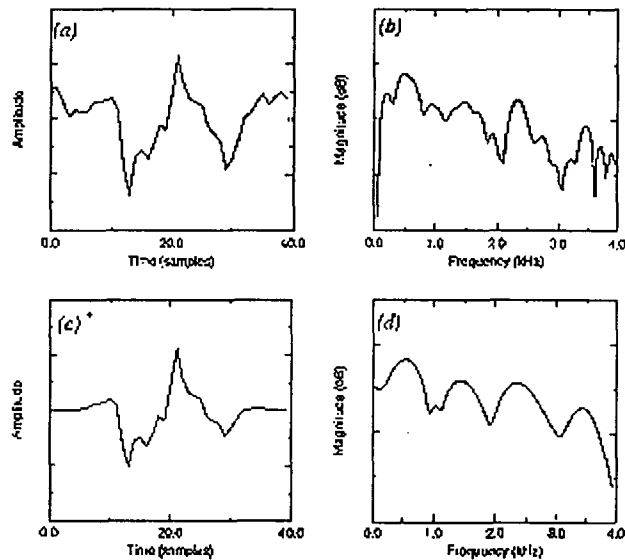 (a)
Amplitude
0.0 20.0 40.0 60.0
Time (samples)
(b)
Magnitude (dB)
0.0 1.0 2.0 3.0 4.0
Frequency (kHz)
(c)
Amplitude
0.0 20.0 40.0
Time (samples)
(d)
Magnitude (dB)
0.0 1.0 2.0 3.0 4.0
Frequency (kHz)